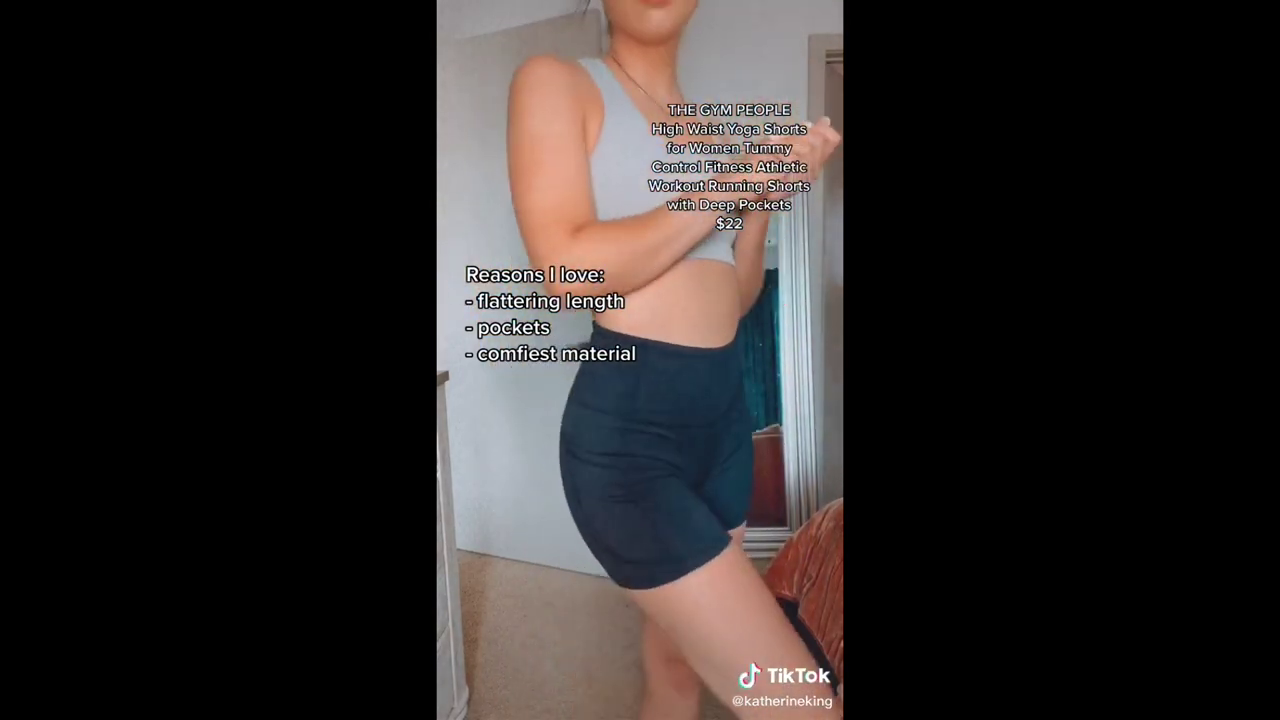 THE GYM PEOPLE
High Waist Yoga Shorts
for Women Tummy
Control Fitness Athletic
Workout Running Shorts
with Deep Pockets
$22
Reasons I love:
- flattering length
- pockets
- comfiest material
TikTok
@katherineking